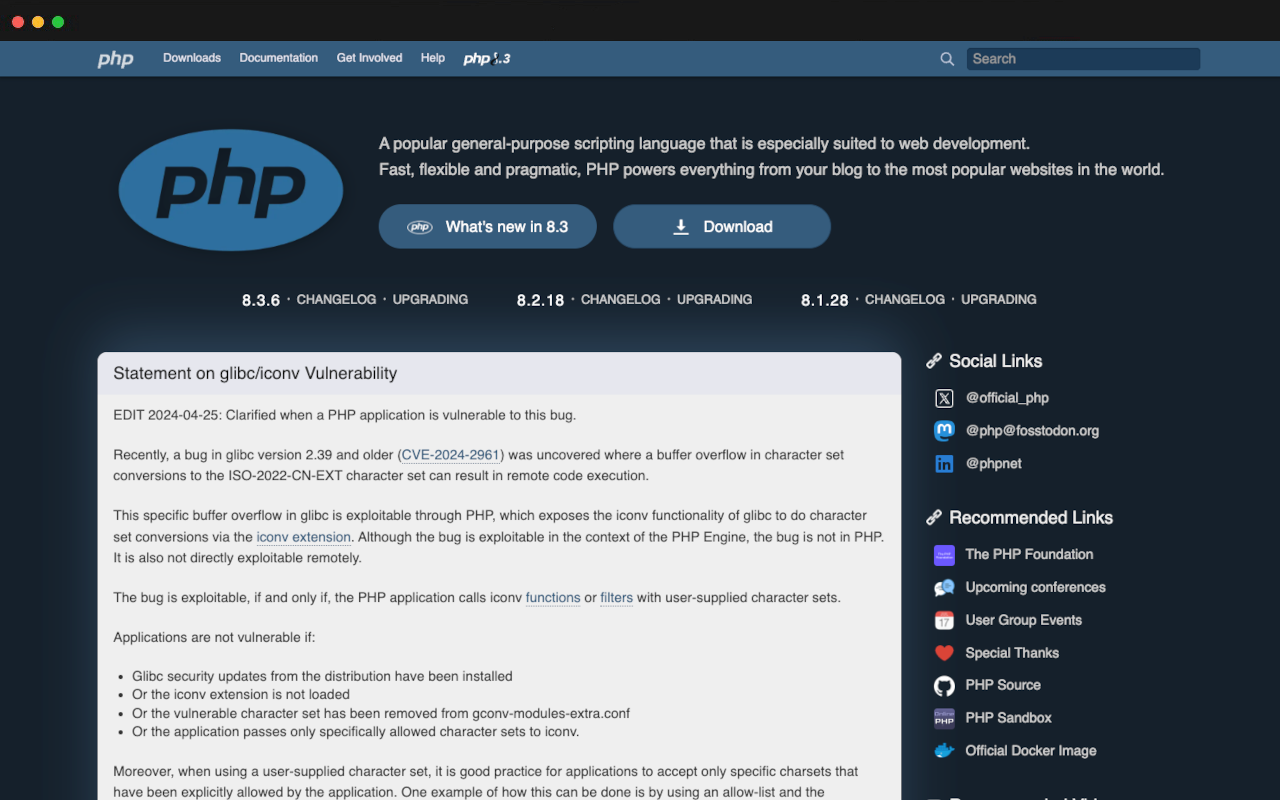 php Downloads Documentation Get Involved Help php8.3 Search
php
A popular general-purpose scripting language that is especially suited to web development.
Fast, flexible and pragmatic, PHP powers everything from your blog to the most popular websites in the world.
php What's new in 8.3 Download
8.3.6 · CHANGELOG · UPGRADING 8.2.18 · CHANGELOG · UPGRADING 8.1.28 · CHANGELOG · UPGRADING
Statement on glibc/iconv Vulnerability
EDIT 2024-04-25: Clarified when a PHP application is vulnerable to this bug.
Recently, a bug in glibc version 2.39 and older (CVE-2024-2961) was uncovered where a buffer overflow in character set
conversions to the ISO-2022-CN-EXT character set can result in remote code execution.
This specific buffer overflow in glibc is exploitable through PHP, which exposes the iconv functionality of glibc to do character
set conversions via the iconv extension. Although the bug is exploitable in the context of the PHP Engine, the bug is not in PHP.
It is also not directly exploitable remotely.
The bug is exploitable, if and only if, the PHP application calls iconv functions or filters with user-supplied character sets.
Applications are not vulnerable if:
• Glibc security updates from the distribution have been installed
• Or the iconv extension is not loaded
• Or the vulnerable character set has been removed from gconv-modules-extra.conf
• Or the application passes only specifically allowed character sets to iconv.
Moreover, when using a user-supplied character set, it is good practice for applications to accept only specific charsets that
have been explicitly allowed by the application. One example of how this can be done is by using an allow-list and the
Social Links
@official_php
@php@fosstodon.org
@phpnet
Recommended Links
The PHP Foundation
Upcoming conferences
17 User Group Events
Special Thanks
PHP Source
PHP PHP Sandbox
Official Docker Image